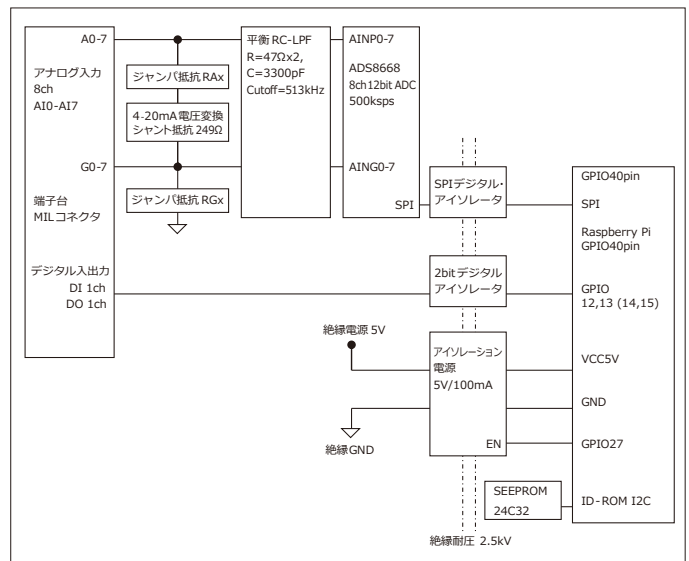 A0-7
アナログ入力
8ch
AI0-AI7
G0-7
端子台
MILコネクタ
デジタル入出力
DI 1ch
DO 1ch
ジャンパ抵抗 RAx
4-20mA電圧変換
シャント抵抗 249Ω
ジャンパ抵抗 RGx
平衡 RC-LPF
R=47Ωx2,
C=3300pF
Cutoff=513kHz
AINP0-7
ADS8668
8ch12bit ADC
500ksps
AING0-7
SPI
SPIデジタル・
アイソレータ
2bitデジタル
アイソレータ
絶縁電源 5V
アイソレーション
電源
5V/100mA
EN
絶縁GND
GPIO40pin
SPI
Raspberry Pi
GPIO40pin
GPIO
12,13 (14,15)
VCC5V
GND
GPIO27
SEEPROM
24C32
ID-ROM I2C
絶縁耐圧 2.5kV